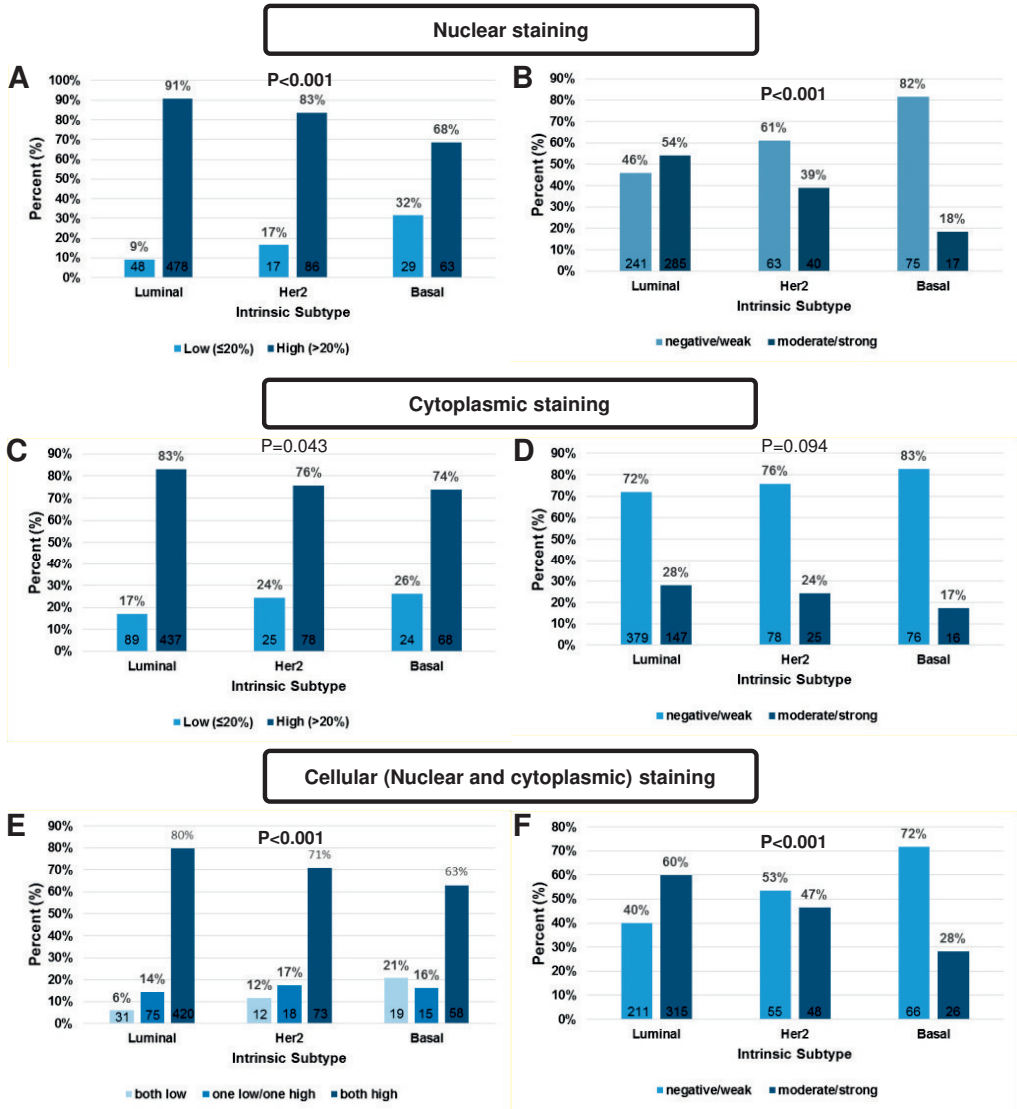 Nuclear staining
A
P<0.001
Percent (%)
100%
90%
80%
70%
60%
50%
40%
30%
20%
10%
0%
9%
91%
17%
83%
32%
68%
48
478
17
86
29
63
Luminal
Her2
Basal
Intrinsic Subtype
Low (≤20%)
High (>20%)
B
P<0.001
Percent (%)
90%
80%
70%
60%
50%
40%
30%
20%
10%
0%
46%
54%
61%
39%
82%
18%
241
285
63
40
75
17
Luminal
Her2
Basal
Intrinsic Subtype
negative/weak
moderate/strong
Cytoplasmic staining
C
P=0.043
Percent (%)
90%
80%
70%
60%
50%
40%
30%
20%
10%
0%
17%
83%
24%
76%
26%
74%
89
437
25
78
24
68
Luminal
Her2
Basal
Intrinsic Subtype
Low (≤20%)
High (>20%)
D
P=0.094
Percent (%)
90%
80%
70%
60%
50%
40%
30%
20%
10%
0%
72%
28%
76%
24%
83%
17%
379
147
78
25
76
16
Luminal
Her2
Basal
Intrinsic Subtype
negative/weak
moderate/strong
Cellular (Nuclear and cytoplasmic) staining
E
P<0.001
Percent (%)
90%
80%
70%
60%
50%
40%
30%
20%
10%
0%
6%
14%
80%
12%
17%
71%
21%
16%
63%
31
75
420
12
18
73
19
15
58
Luminal
Her2
Basal
Intrinsic Subtype
both low
one low/one high
both high
F
P<0.001
Percent (%)
80%
70%
60%
50%
40%
30%
20%
10%
0%
40%
60%
53%
47%
72%
28%
211
315
55
48
66
26
Luminal
Her2
Basal
Intrinsic Subtype
negative/weak
moderate/strong